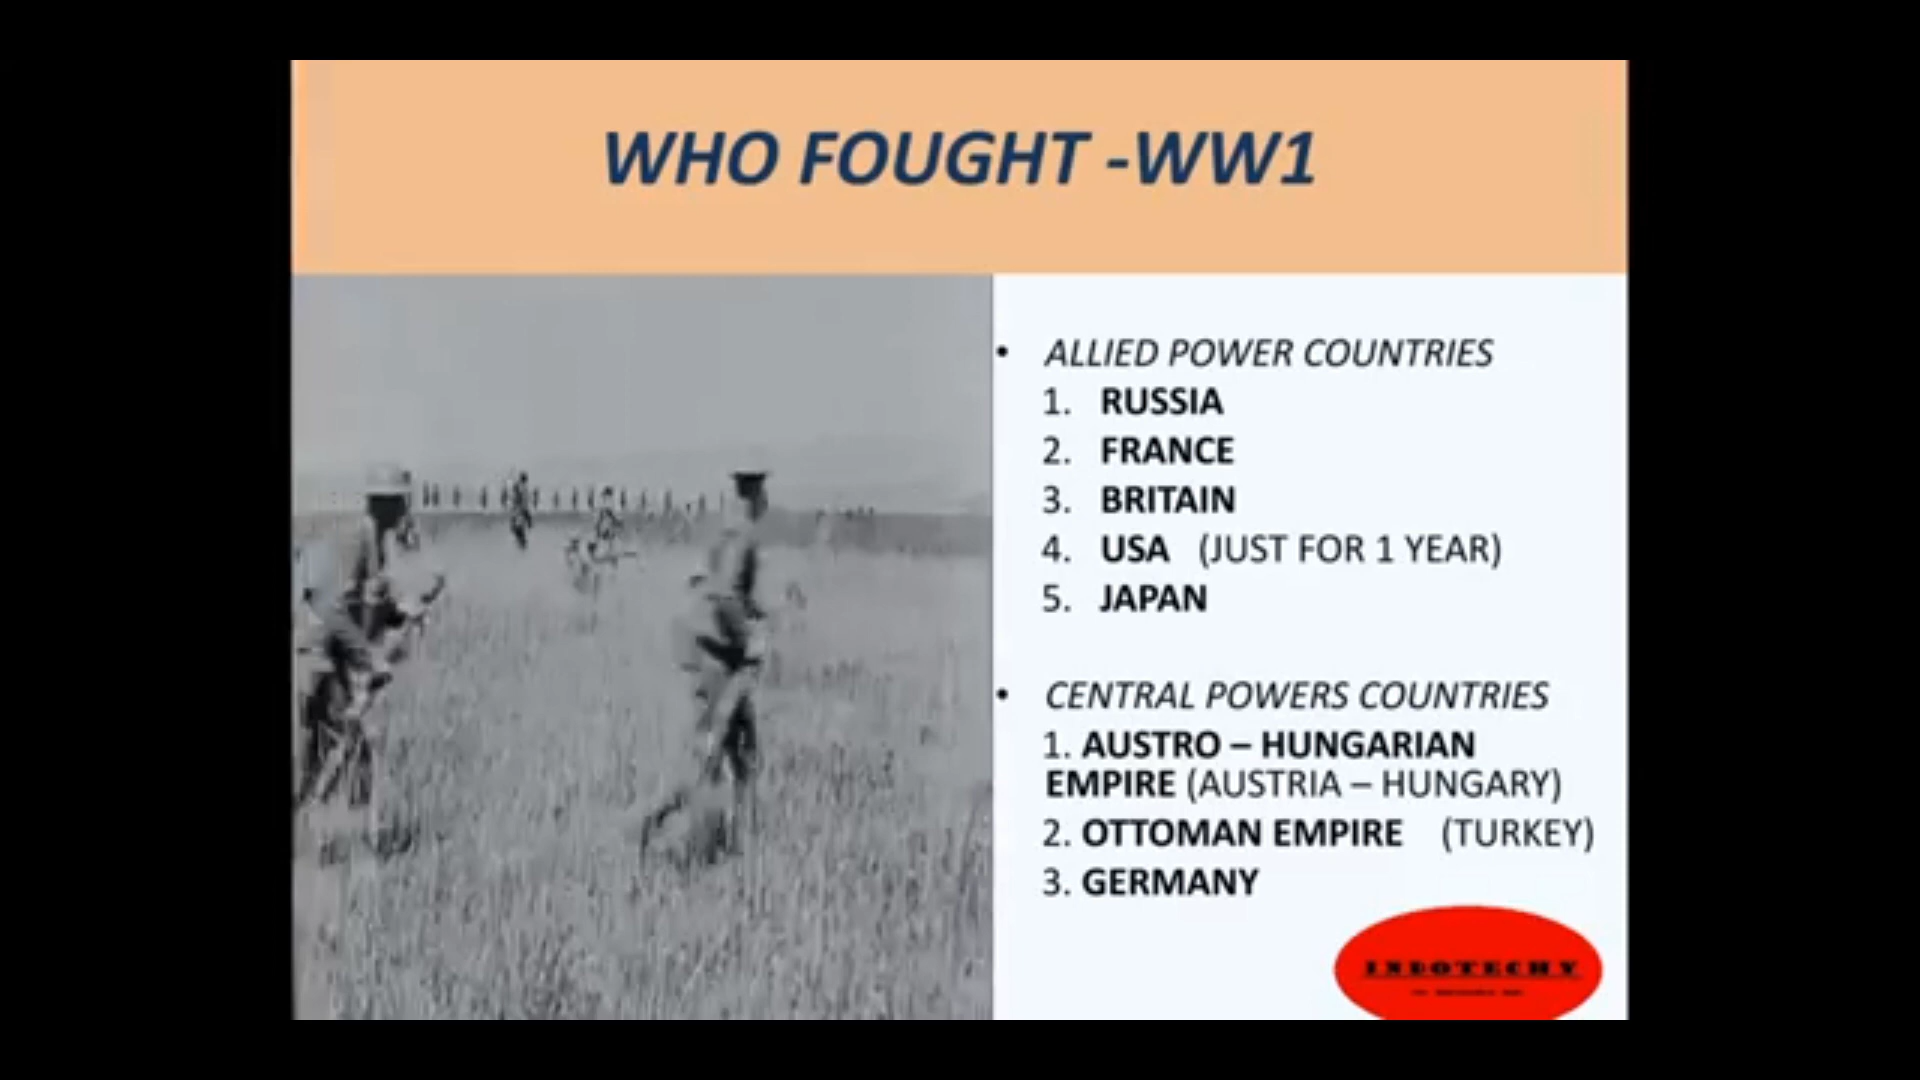 WHO FOUGHT -WW1
• ALLIED POWER COUNTRIES
1. RUSSIA
2. FRANCE
3. BRITAIN
4. USA (JUST FOR 1 YEAR)
5. JAPAN
• CENTRAL POWERS COUNTRIES
1. AUSTRO – HUNGARIAN
EMPIRE (AUSTRIA – HUNGARY)
2. OTTOMAN EMPIRE (TURKEY)
3. GERMANY
INDOTECHY